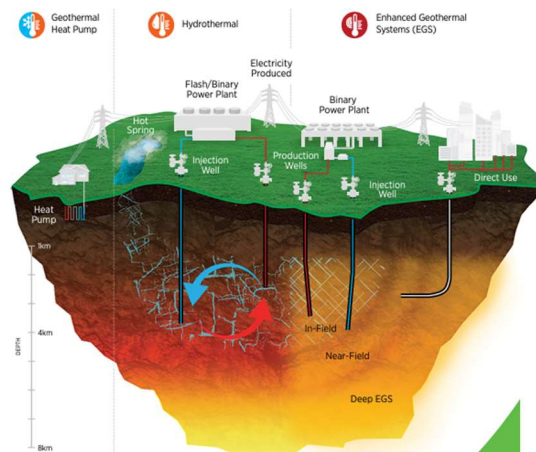 Geothermal
Heat Pump
Hydrothermal
Enhanced Geothermal
Systems (EGS)
Electricity
Produced
Flash/Binary
Power Plant
Binary
Power Plant
Hot
Spring
Injection
Well
Production
Wells
Injection
Well
Direct Use
Heat
Pump
1km
In-Field
4km
Near-Field
DEPTH
Deep EGS
8km